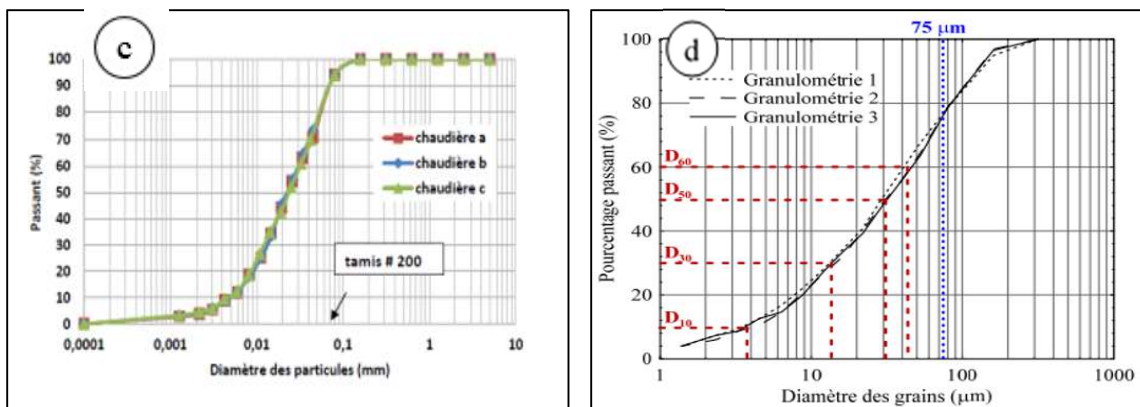 c
100
90
80
70
60
50
40
30
20
10
0
Passant (%)
chaudière a
chaudière b
chaudière c
tamis # 200
0,0001
0,001
0,01
0,1
1
10
Diamètre des particules (mm)
75 µm
d
100
80
60
40
20
0
Pourcentage passant (%)
Granulométrie 1
Granulométrie 2
Granulométrie 3
D60
D50
D30
D10
1
10
100
1000
Diamètre des grains (µm)